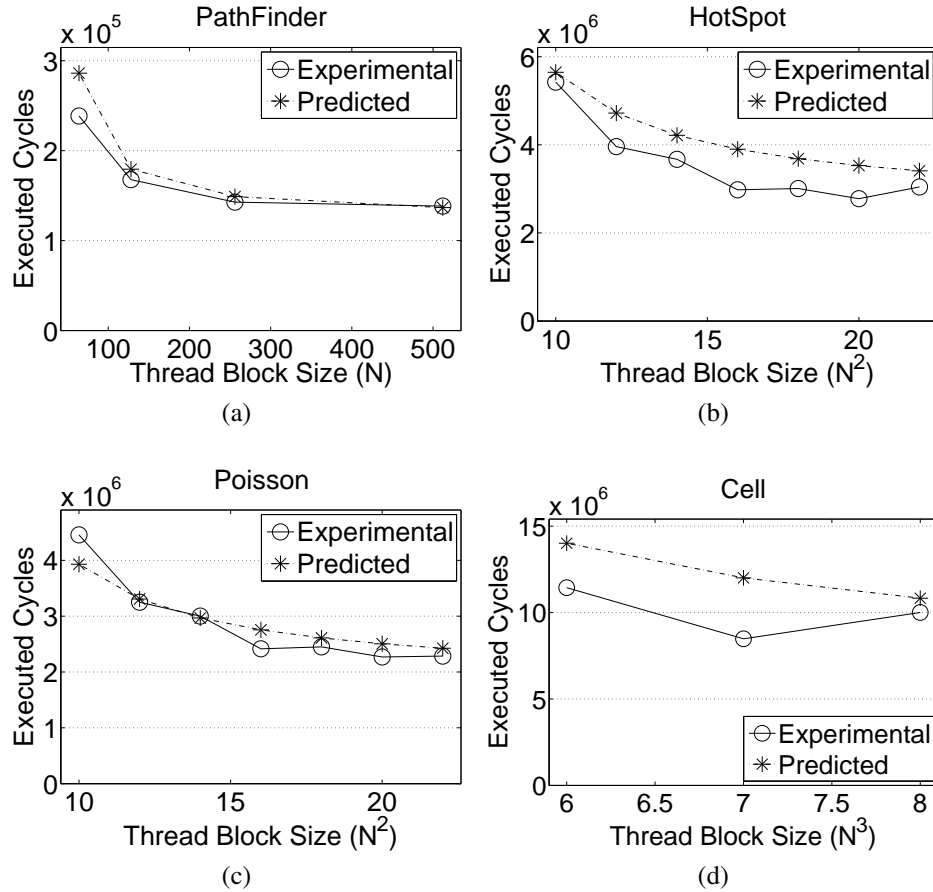 PathFinder
x 10^5
Executed Cycles
3
2
1
0
Experimental
Predicted
100 200 300 400 500
Thread Block Size (N)
(a)
HotSpot
x 10^6
Executed Cycles
6
4
2
0
Experimental
Predicted
10 15 20
Thread Block Size (N^2)
(b)
Poisson
x 10^6
Executed Cycles
4
3
2
1
0
Experimental
Predicted
10 15 20
Thread Block Size (N^2)
(c)
Cell
x 10^6
Executed Cycles
15
10
5
0
Experimental
Predicted
6 6.5 7 7.5 8
Thread Block Size (N^3)
(d)